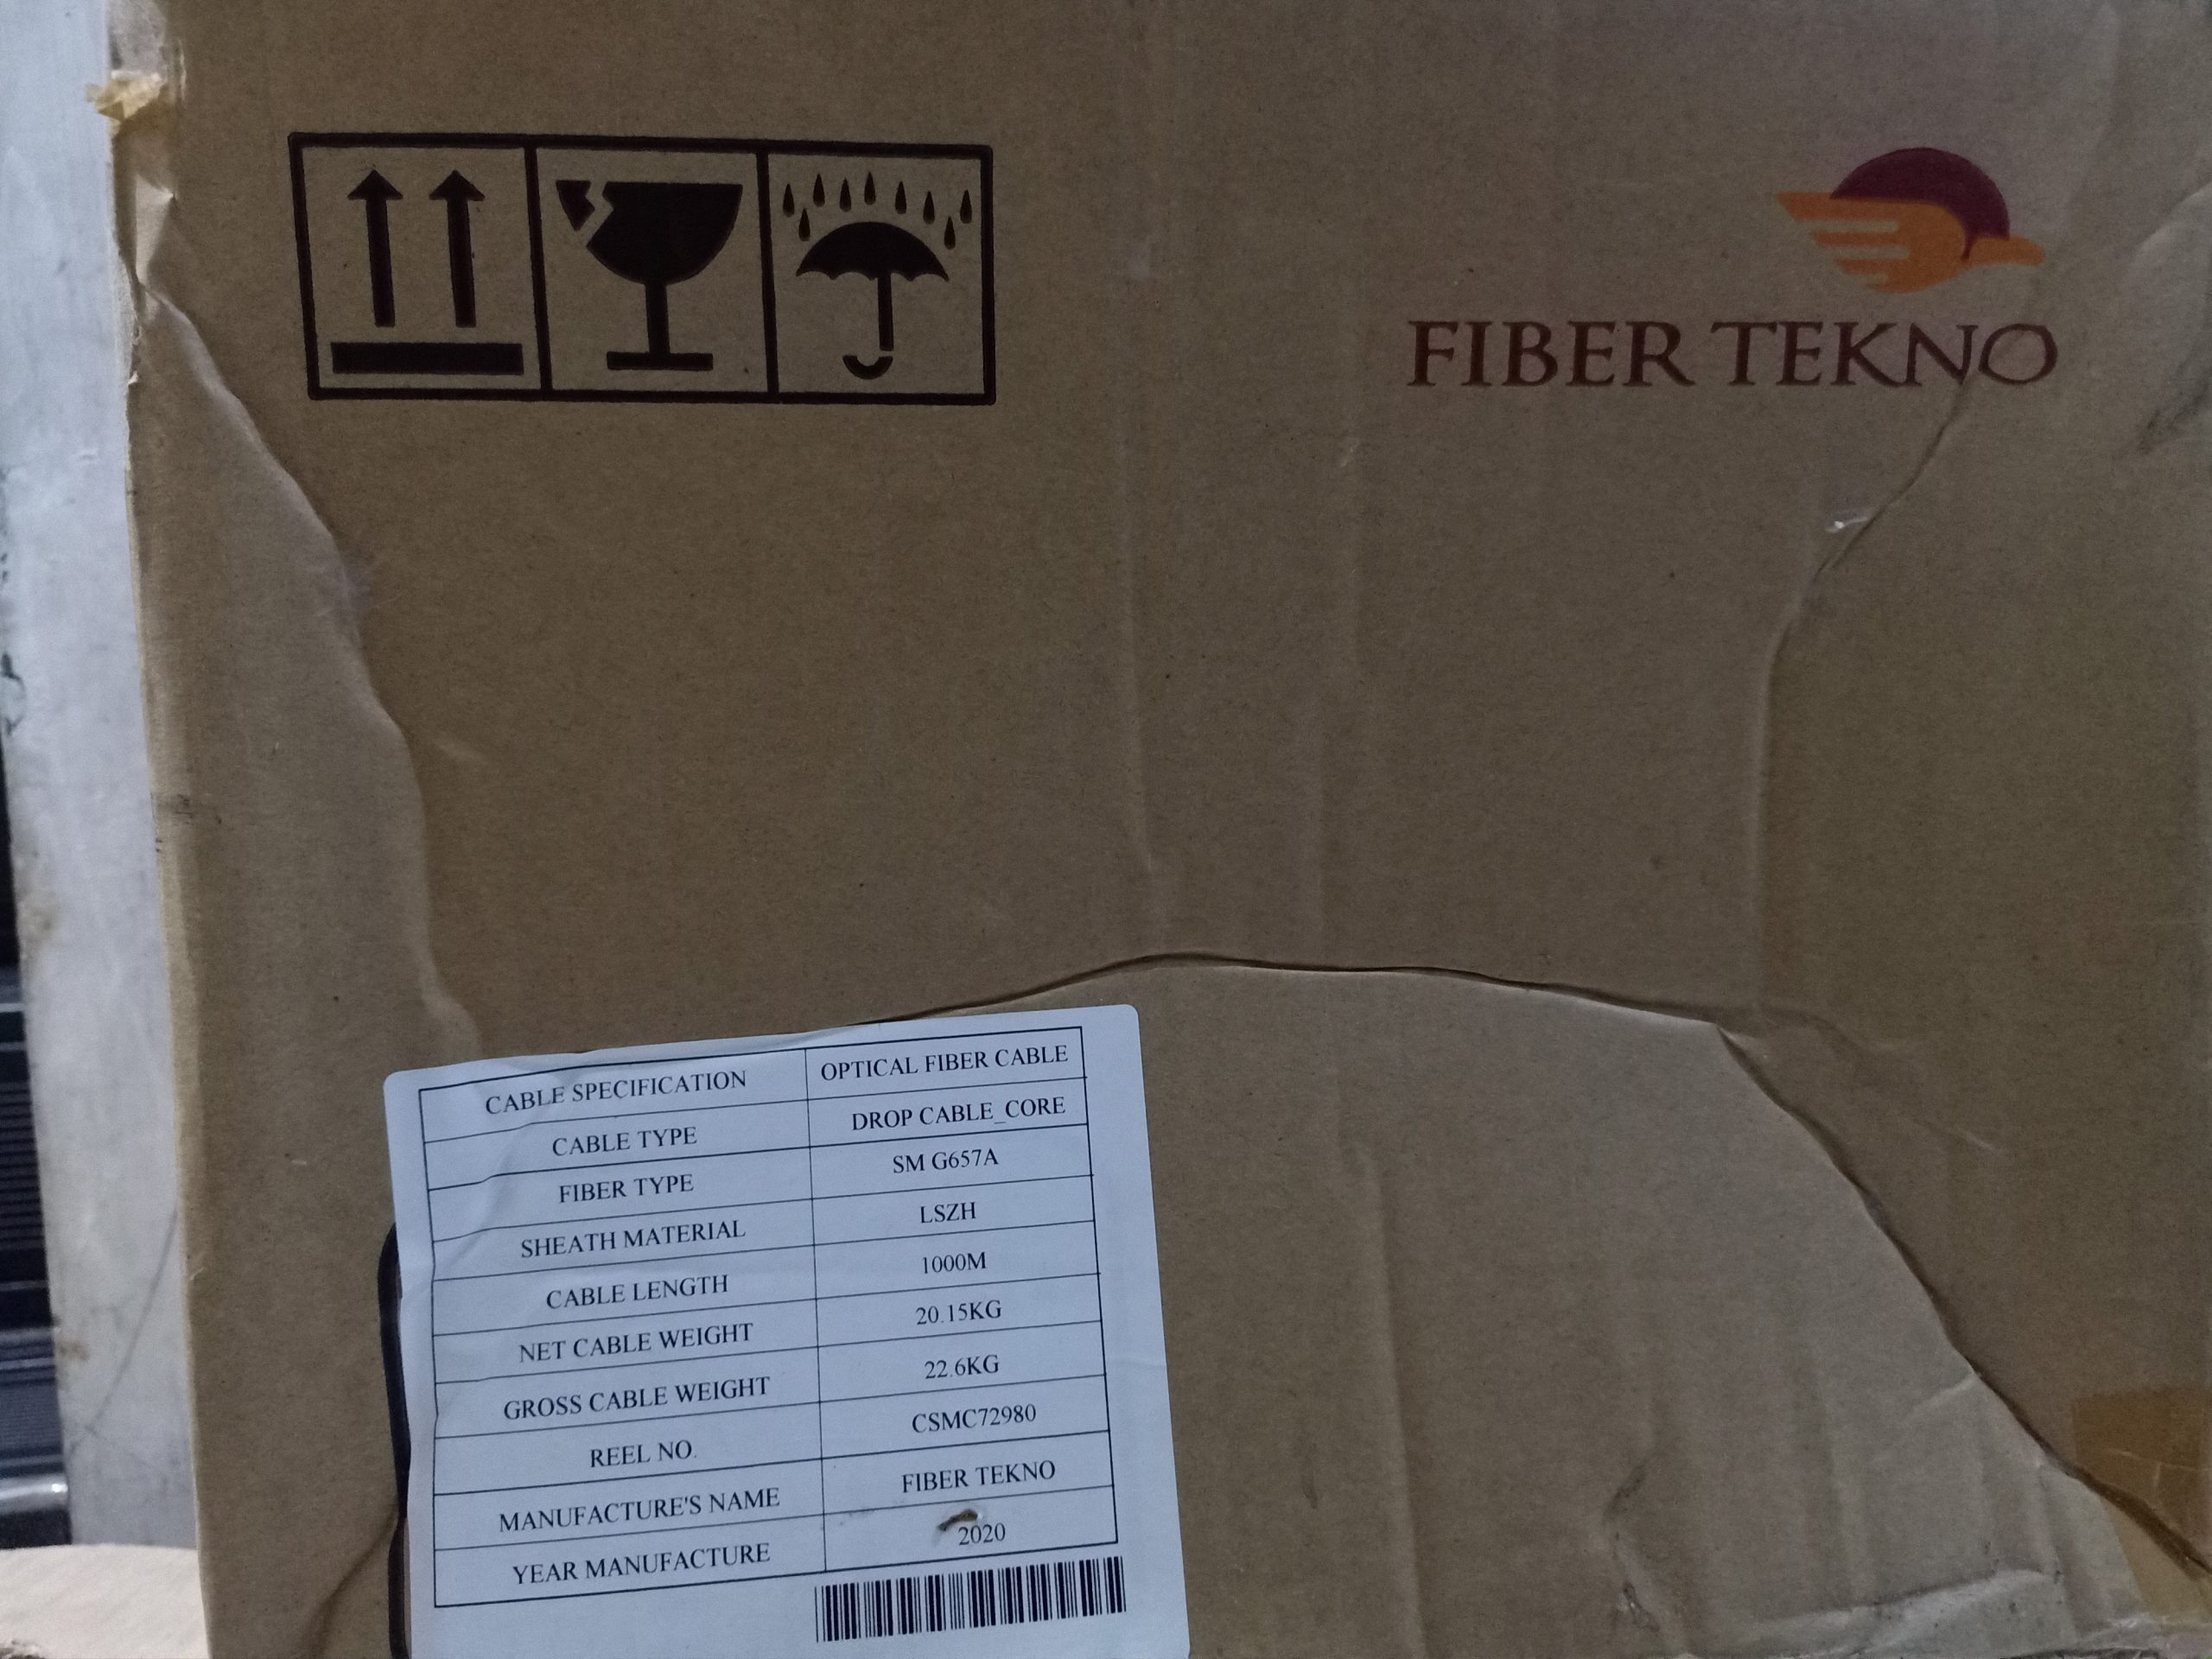 FIBER TEKNO
CABLE SPECIFICATION OPTICAL FIBER CABLE
CABLE TYPE DROP CABLE_CORE
FIBER TYPE SM G657A
SHEATH MATERIAL LSZH
CABLE LENGTH 1000M
NET CABLE WEIGHT 20.15KG
GROSS CABLE WEIGHT 22.6KG
REEL NO. CSMC72980
MANUFACTURE'S NAME FIBER TEKNO
YEAR MANUFACTURE 2020